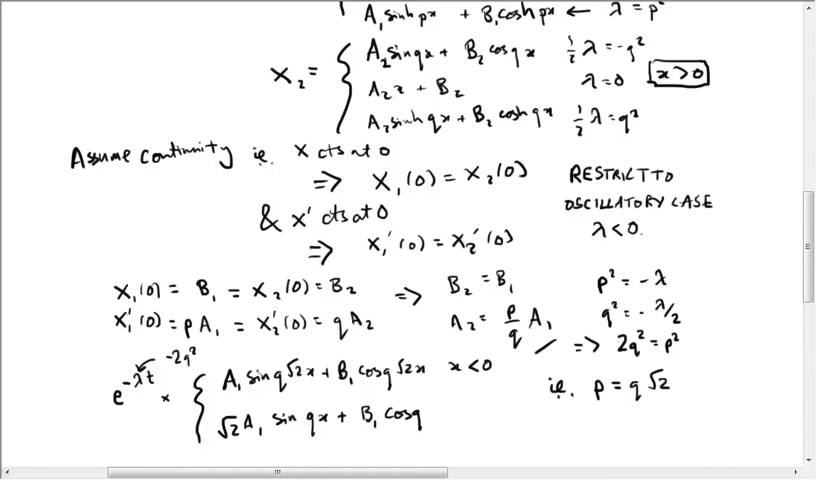 A₁ sinh px + B₁ cosh px ← λ = p²
X₂ = { A₂ sin qx + B₂ cos qx ½λ = -q²
A₂x + B₂ λ = 0 x > 0
A₂ sinh qx + B₂ cosh qx ½λ = q²
Assume continuity i.e. X cts at 0
⇒ X₁(0) = X₂(0)
& X' cts at 0
⇒ X₁'(0) = X₂'(0)
RESTRICT TO
OSCILLATORY CASE
λ < 0.
X₁(0) = B₁ = X₂(0) = B₂ ⇒ B₂ = B₁
X₁'(0) = pA₁ = X₂'(0) = qA₂ A₂ = p/q A₁
p² = -λ
q² = -λ/2
⇒ 2q² = p²
i.e. p = q√2
-2q²
e^(-λt) × { A₁ sin q√2x + B₁ cos q√2x x < 0
√2A₁ sin qx + B₁ cos q